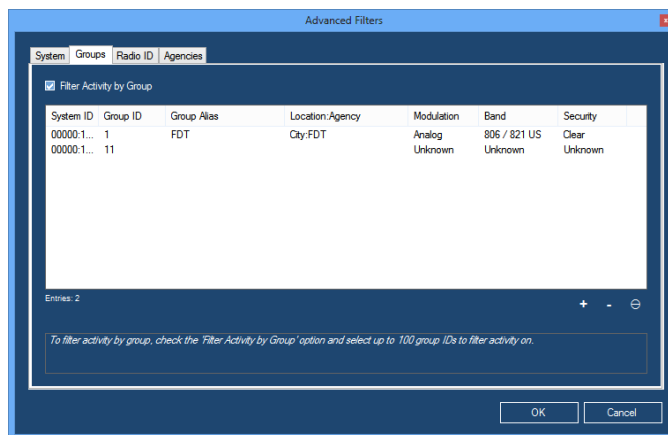 Advanced Filters
x
System Groups Radio ID Agencies
Filter Activity by Group
System ID Group ID Group Alias Location:Agency Modulation Band Security
00000:1... 1 FDT City:FDT Analog 806 / 821 US Clear
00000:1... 11 Unknown Unknown Unknown
Entries: 2
+ - ⊖
To filter activity by group, check the 'Filter Activity by Group' option and select up to 100 group IDs to filter activity on.
OK Cancel